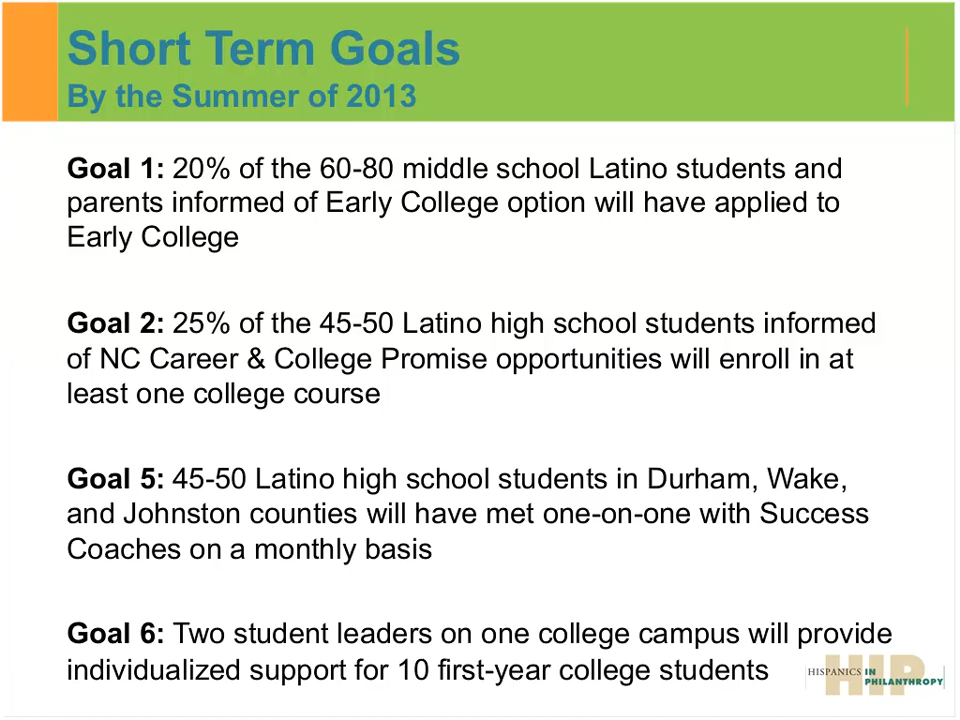 Short Term Goals
By the Summer of 2013
Goal 1: 20% of the 60-80 middle school Latino students and
parents informed of Early College option will have applied to
Early College
Goal 2: 25% of the 45-50 Latino high school students informed
of NC Career & College Promise opportunities will enroll in at
least one college course
Goal 5: 45-50 Latino high school students in Durham, Wake,
and Johnston counties will have met one-on-one with Success
Coaches on a monthly basis
Goal 6: Two student leaders on one college campus will provide
individualized support for 10 first-year college students
HIP
HISPANICS IN
PHILANTHROPY